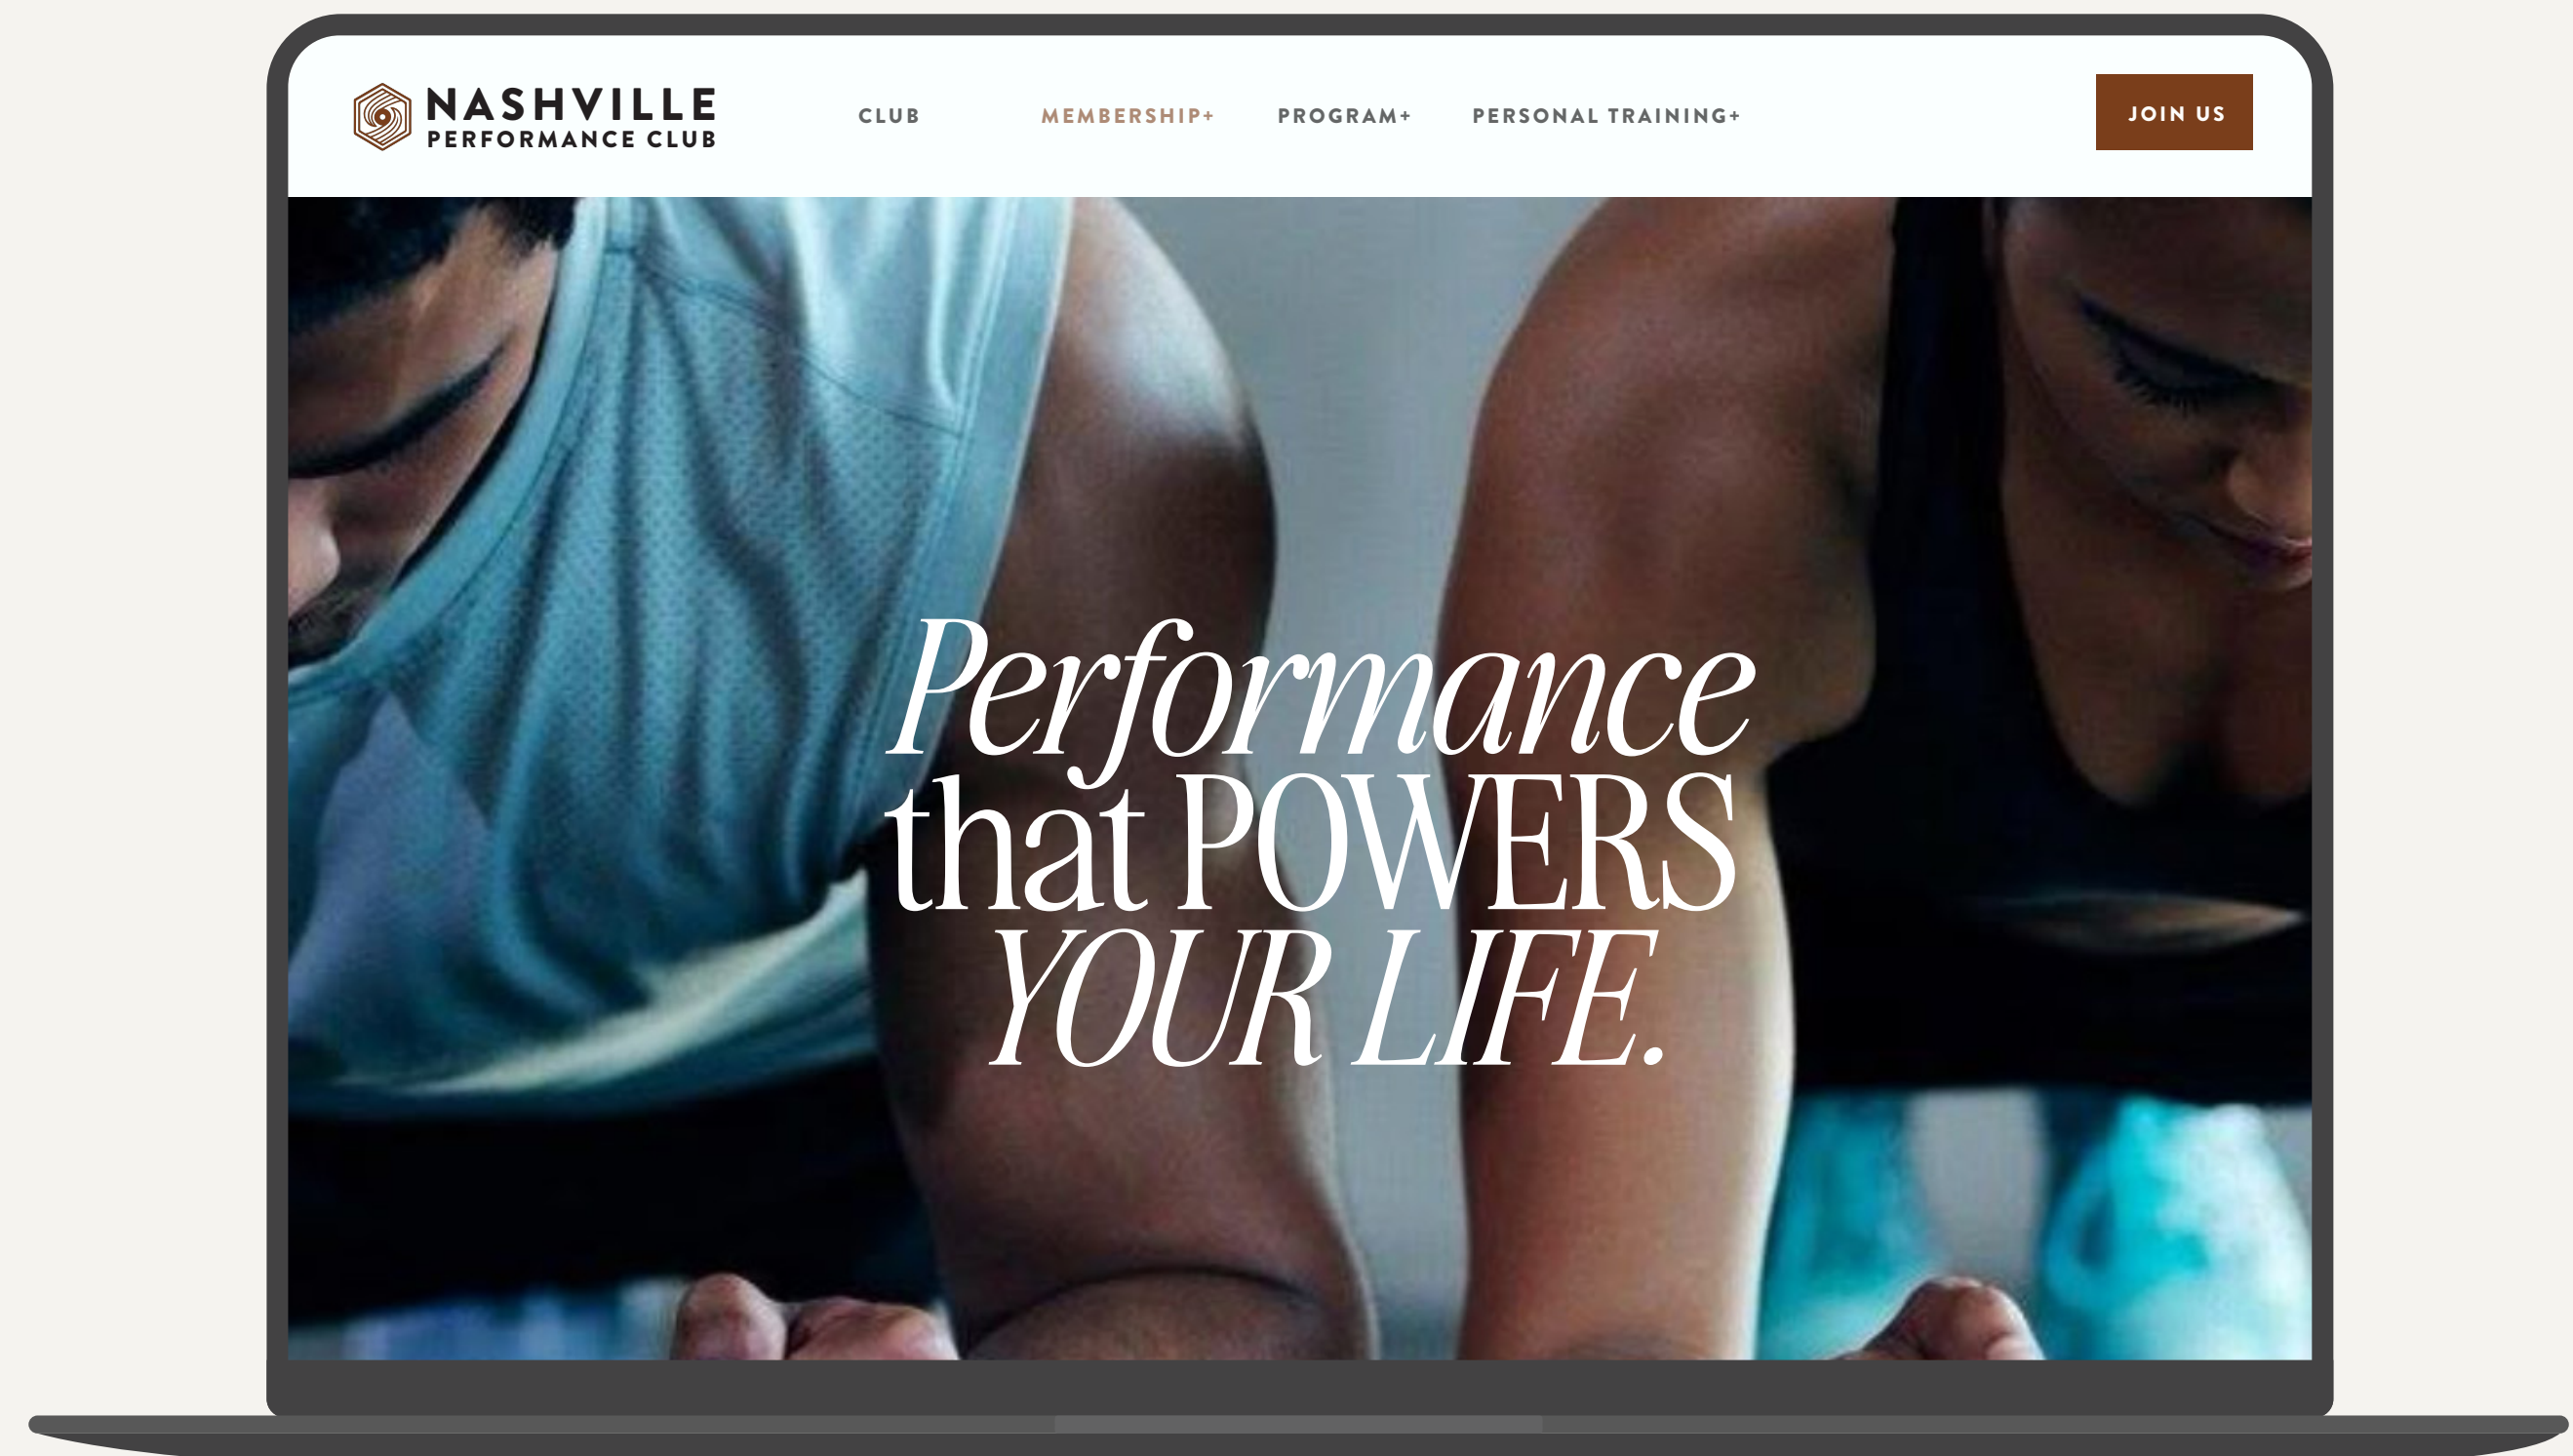 NASHVILLE
PERFORMANCE CLUB
CLUB
MEMBERSHIP+
PROGRAM+
PERSONAL TRAINING+
JOIN US
Performance
that POWERS
YOUR LIFE.